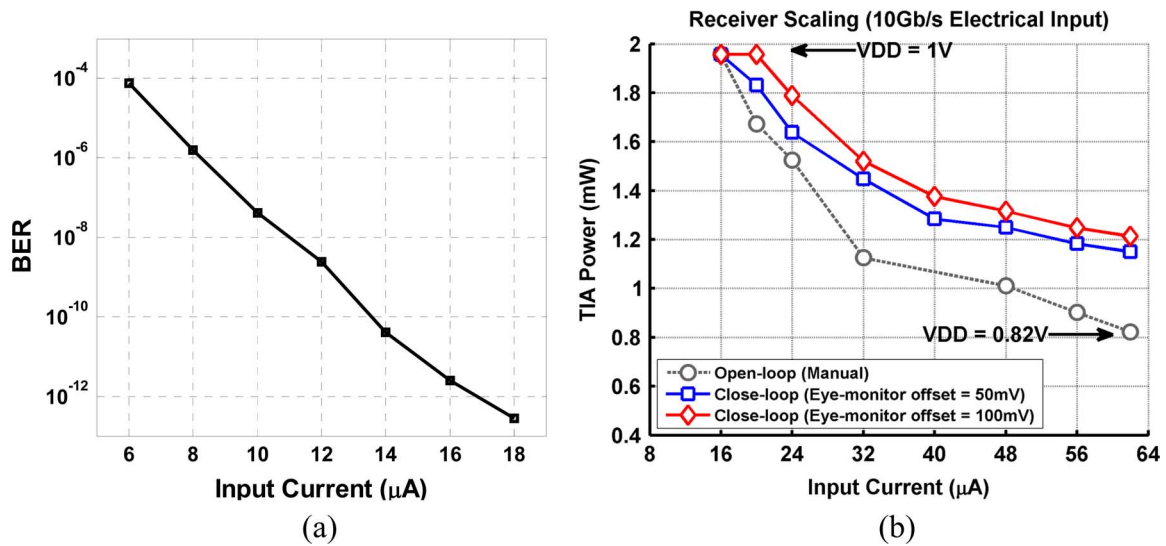 10^-4
10^-6
10^-8
10^-10
10^-12
BER
6 8 10 12 14 16 18
Input Current (μA)
(a)
Receiver Scaling (10Gb/s Electrical Input)
2
1.8
1.6
1.4
1.2
1
0.8
0.6
0.4
TIA Power (mW)
VDD = 1V
VDD = 0.82V
Open-loop (Manual)
Close-loop (Eye-monitor offset = 50mV)
Close-loop (Eye-monitor offset = 100mV)
8 16 24 32 40 48 56 64
Input Current (μA)
(b)